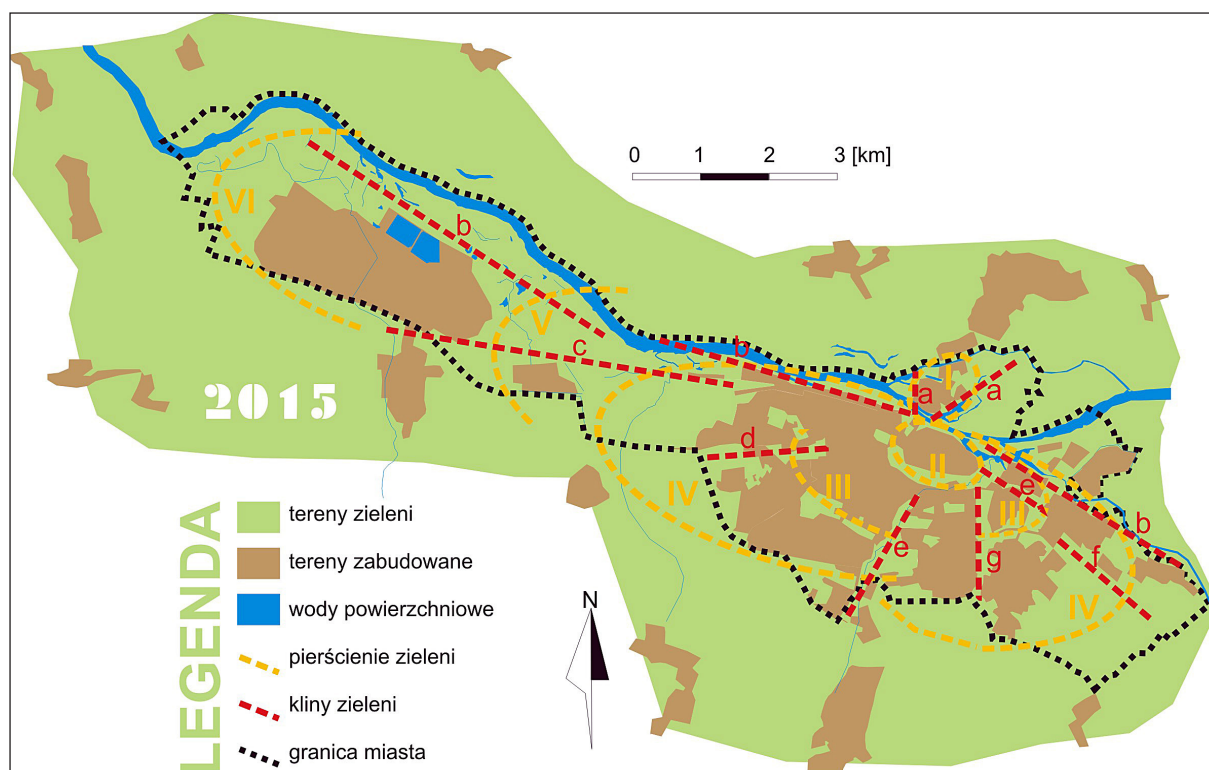 0 1 2 3 [km]
VI
b
V
c
b
I
a
a
2015
d
II
IV
III
III
e
e
b
g
f
IV
N
LEGENDA
tereny zieleni
tereny zabudowane
wody powierzchniowe
pierścienie zieleni
kliny zieleni
granica miasta